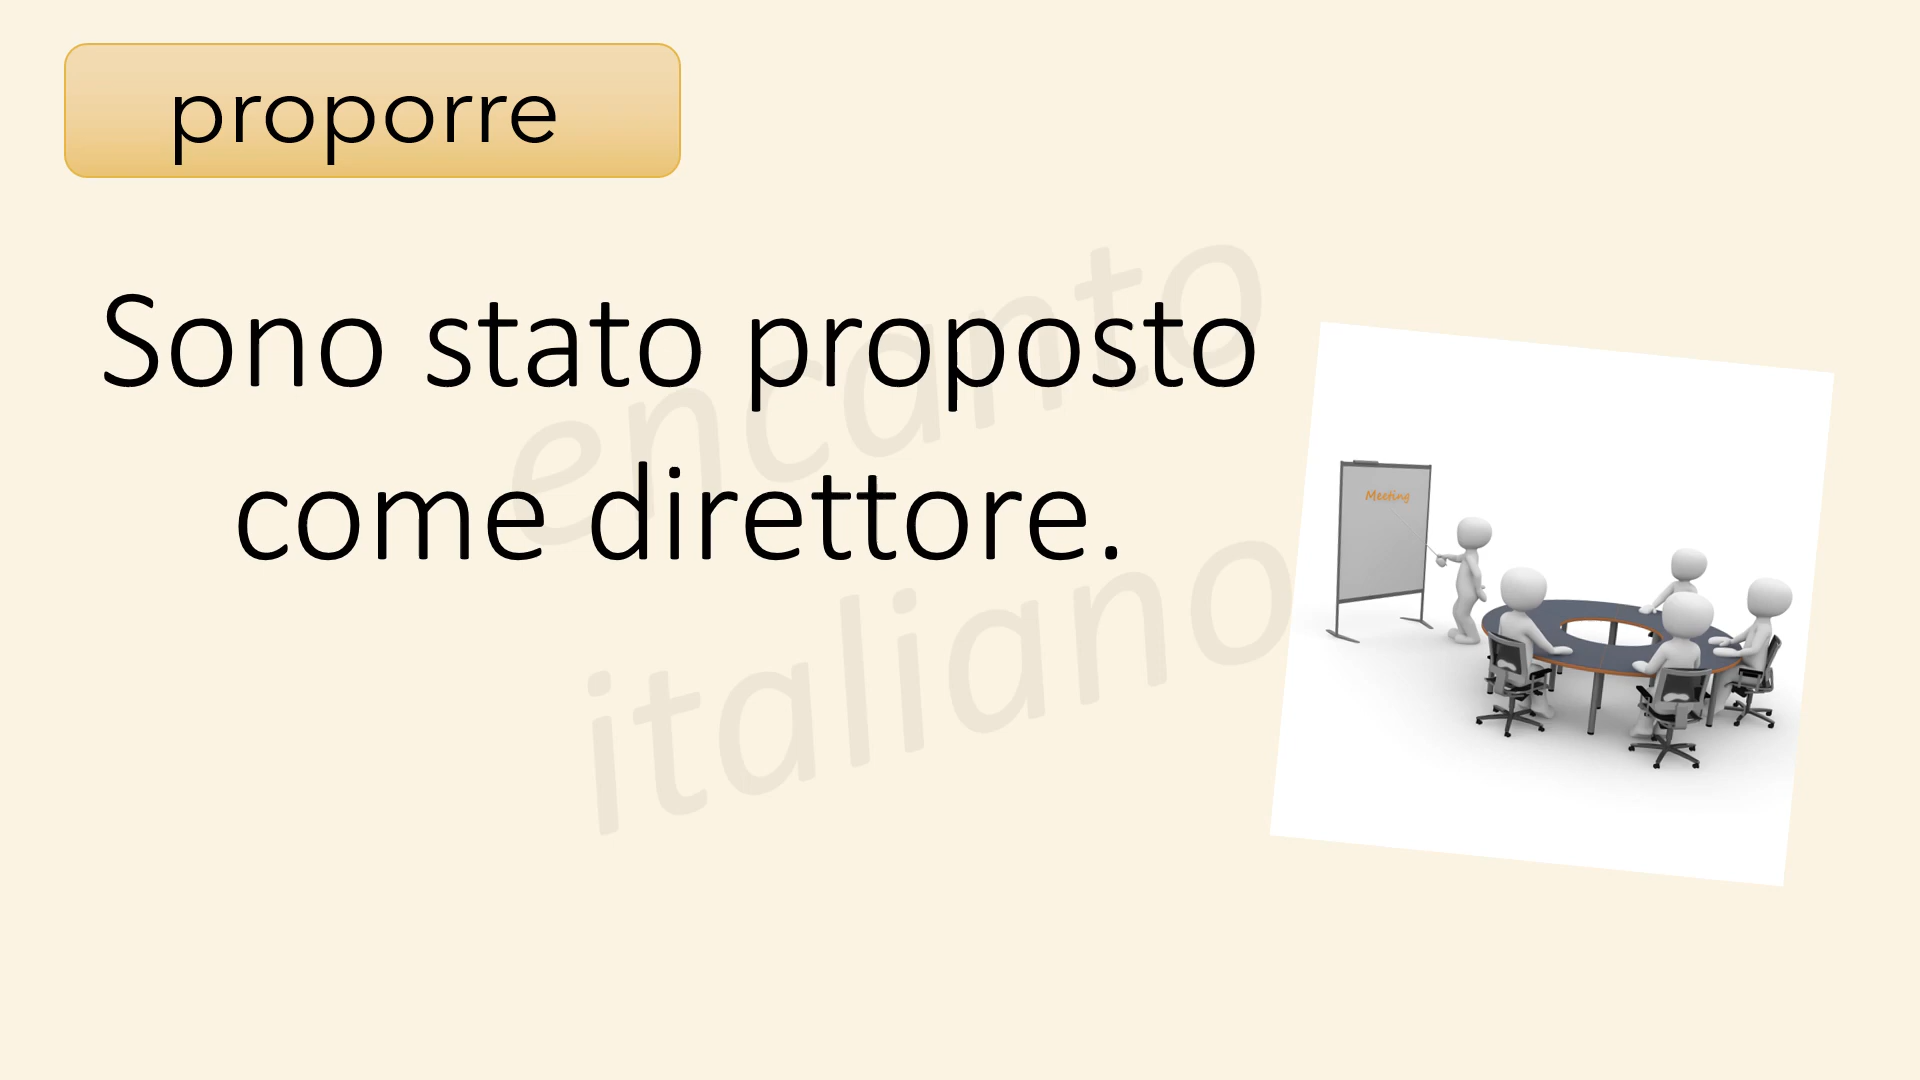 proporre
Sono stato proposto
come direttore.
encanto
italiano
Meeting